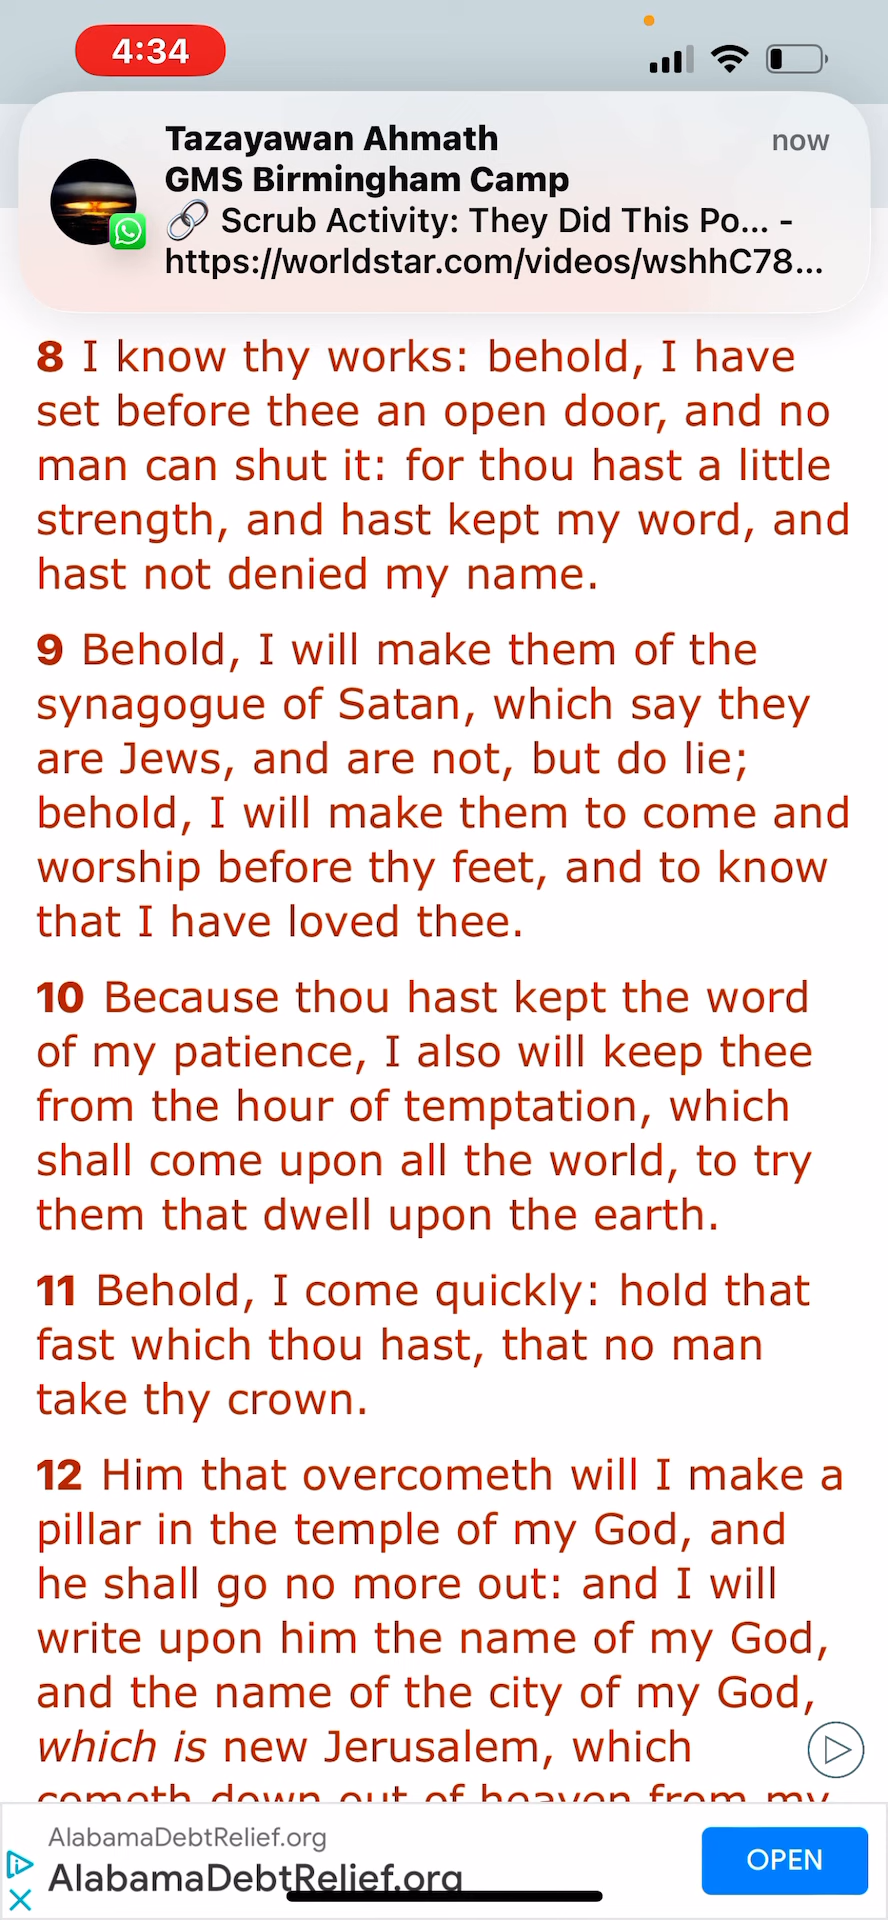 4:34
Tazayawan Ahmath
now
GMS Birmingham Camp
🔗 Scrub Activity: They Did This Po... -
https://worldstar.com/videos/wshhC78...
8 I know thy works: behold, I have
set before thee an open door, and no
man can shut it: for thou hast a little
strength, and hast kept my word, and
hast not denied my name.
9 Behold, I will make them of the
synagogue of Satan, which say they
are Jews, and are not, but do lie;
behold, I will make them to come and
worship before thy feet, and to know
that I have loved thee.
10 Because thou hast kept the word
of my patience, I also will keep thee
from the hour of temptation, which
shall come upon all the world, to try
them that dwell upon the earth.
11 Behold, I come quickly: hold that
fast which thou hast, that no man
take thy crown.
12 Him that overcometh will I make a
pillar in the temple of my God, and
he shall go no more out: and I will
write upon him the name of my God,
and the name of the city of my God,
which is new Jerusalem, which
cometh down out of heaven from my
AlabamaDebtRelief.org
AlabamaDebtRelief.org
OPEN